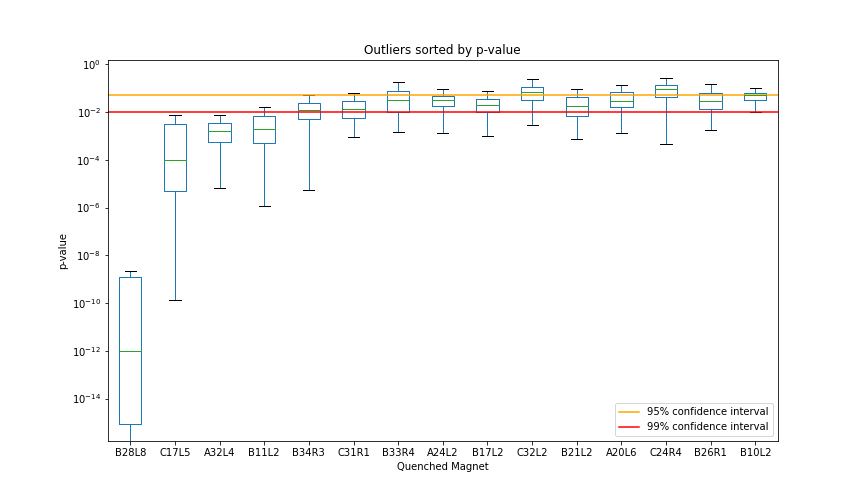 Outliers sorted by p-value
p-value
10⁰
10⁻²
10⁻⁴
10⁻⁶
10⁻⁸
10⁻¹⁰
10⁻¹²
10⁻¹⁴
95% confidence interval
99% confidence interval
B28L8 C17L5 A32L4 B11L2 B34R3 C31R1 B33R4 A24L2 B17L2 C32L2 B21L2 A20L6 C24R4 B26R1 B10L2
Quenched Magnet